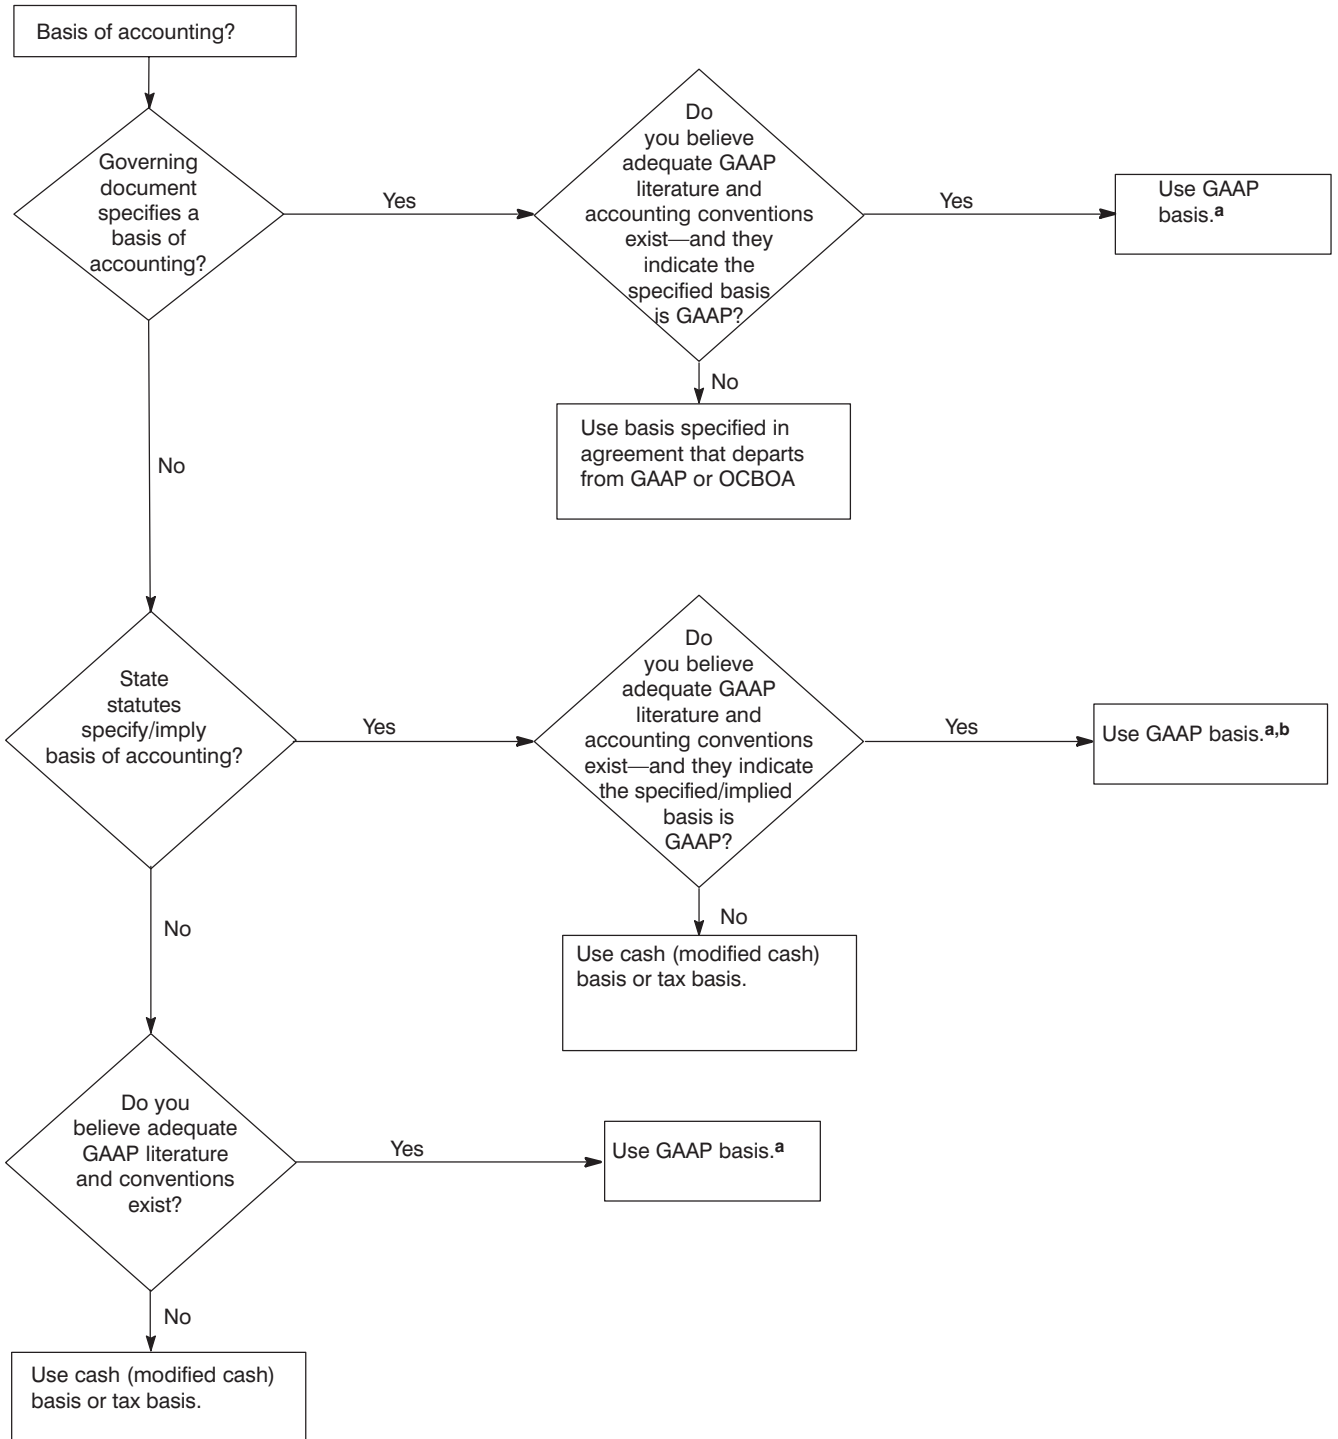 Basis of accounting?
Governing
document
specifies a
basis of
accounting?
Yes
Do
you believe
adequate GAAP
literature and
accounting conventions
exist—and they
indicate the
specified basis
is GAAP?
Yes
Use GAAP
basis.a
No
Use basis specified in
agreement that departs
from GAAP or OCBOA
No
State
statutes
specify/imply
basis of accounting?
Yes
Do
you believe
adequate GAAP
literature and
accounting conventions
exist—and they indicate
the specified/implied
basis is
GAAP?
Yes
Use GAAP basis.a,b
No
Use cash (modified cash)
basis or tax basis.
No
Do you
believe adequate
GAAP literature
and conventions
exist?
Yes
Use GAAP basis.a
No
Use cash (modified cash)
basis or tax basis.